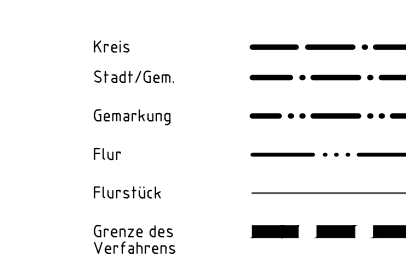 Kreis
Stadt/Gem.
Gemarkung
Flur
Flurstück
Grenze des
Verfahrens